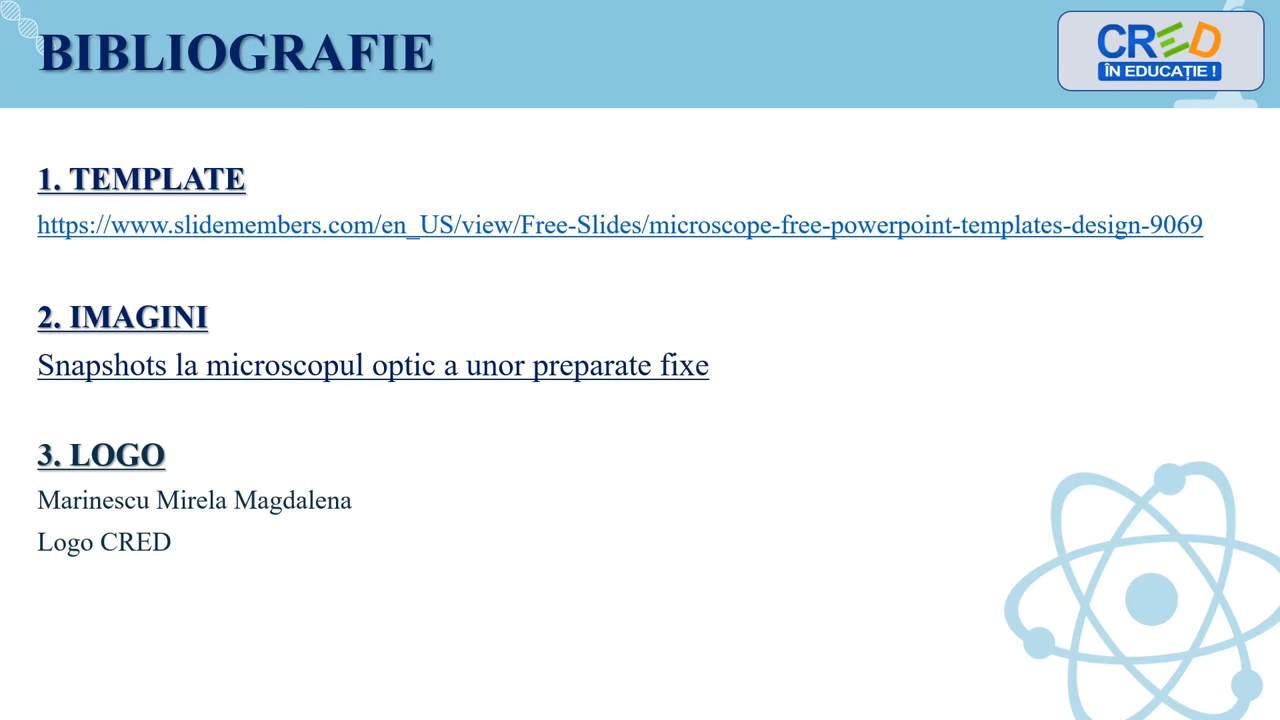 BIBLIOGRAFIE
CRED
ÎN EDUCAȚIE !
1. TEMPLATE
https://www.slidemembers.com/en_US/view/Free-Slides/microscope-free-powerpoint-templates-design-9069
2. IMAGINI
Snapshots la microscopul optic a unor preparate fixe
3. LOGO
Marinescu Mirela Magdalena
Logo CRED